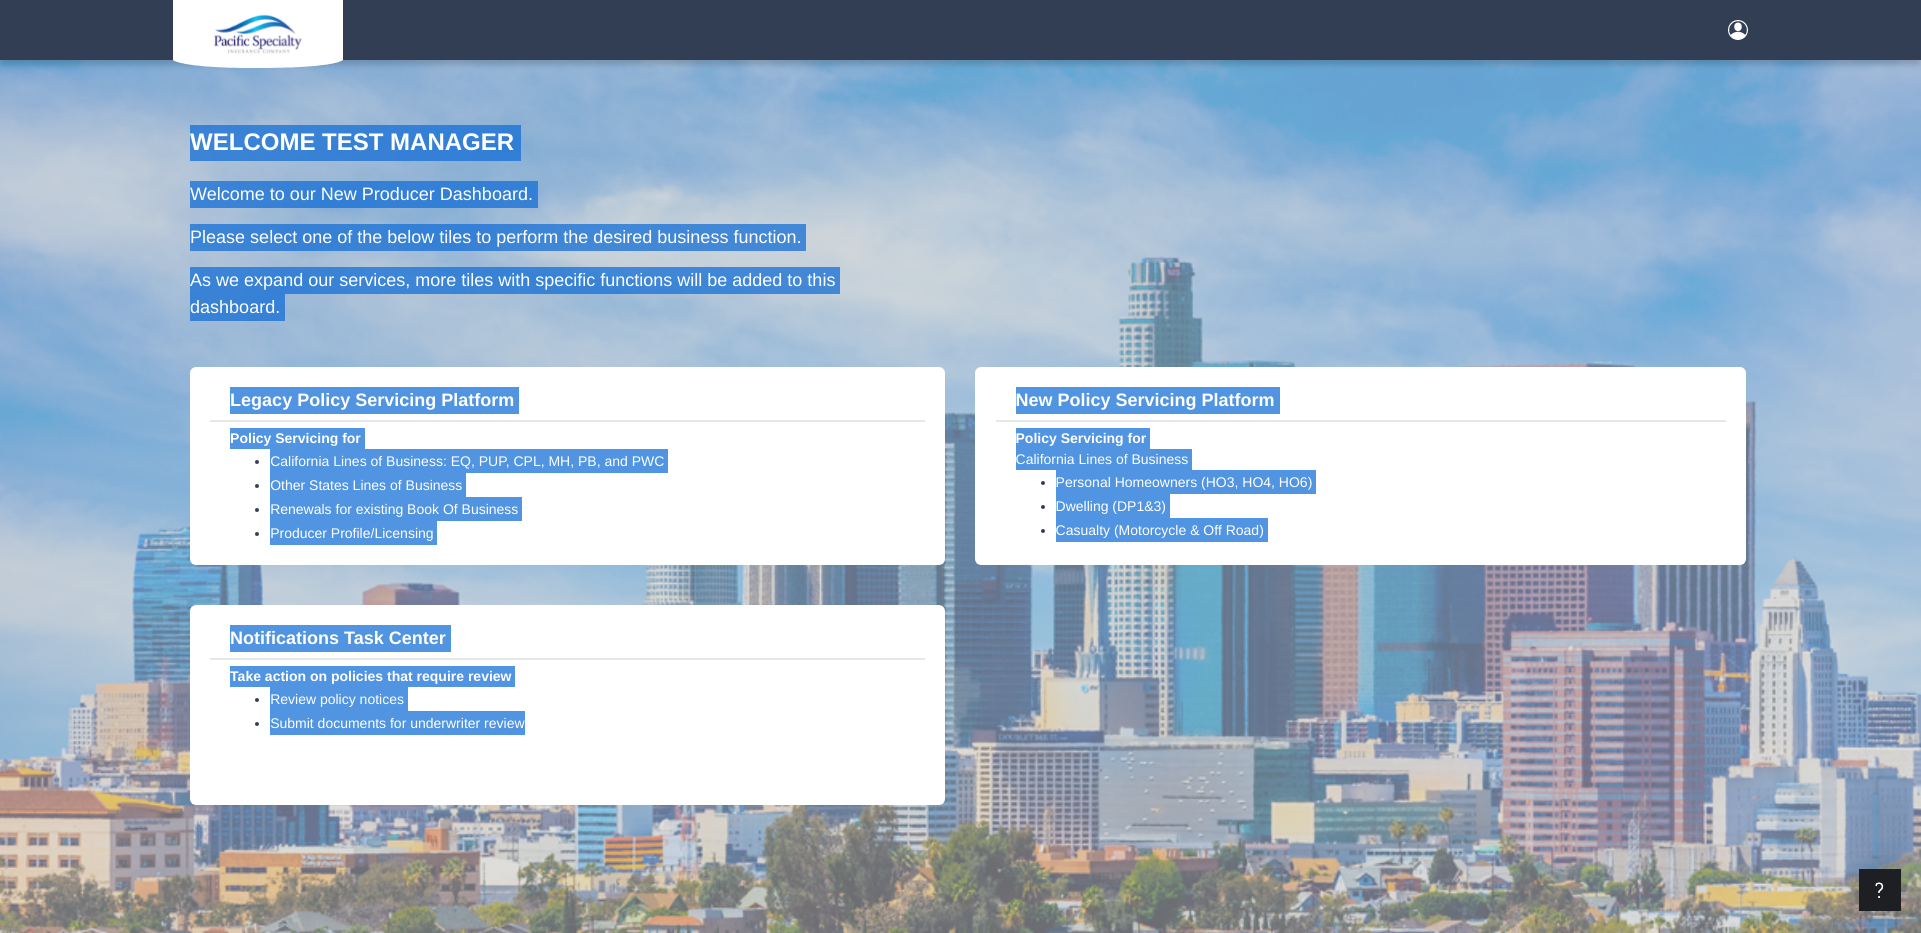 Pacific Specialty
INSURANCE COMPANY
WELCOME TEST MANAGER
Welcome to our New Producer Dashboard.
Please select one of the below tiles to perform the desired business function.
As we expand our services, more tiles with specific functions will be added to this
dashboard.
Legacy Policy Servicing Platform
Policy Servicing for
California Lines of Business: EQ, PUP, CPL, MH, PB, and PWC
Other States Lines of Business
Renewals for existing Book Of Business
Producer Profile/Licensing
New Policy Servicing Platform
Policy Servicing for
California Lines of Business
Personal Homeowners (HO3, HO4, HO6)
Dwelling (DP1&3)
Casualty (Motorcycle & Off Road)
Notifications Task Center
Take action on policies that require review
Review policy notices
Submit documents for underwriter review
?